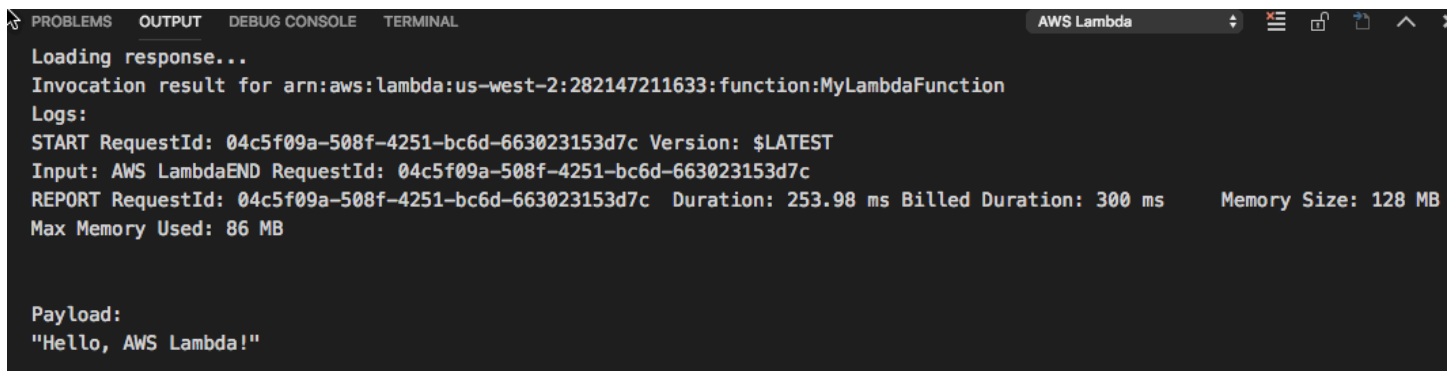 PROBLEMS OUTPUT DEBUG CONSOLE TERMINAL AWS Lambda
Loading response...
Invocation result for arn:aws:lambda:us-west-2:282147211633:function:MyLambdaFunction
Logs:
START RequestId: 04c5f09a-508f-4251-bc6d-663023153d7c Version: $LATEST
Input: AWS LambdaEND RequestId: 04c5f09a-508f-4251-bc6d-663023153d7c
REPORT RequestId: 04c5f09a-508f-4251-bc6d-663023153d7c Duration: 253.98 ms Billed Duration: 300 ms Memory Size: 128 MB
Max Memory Used: 86 MB
Payload:
"Hello, AWS Lambda!"